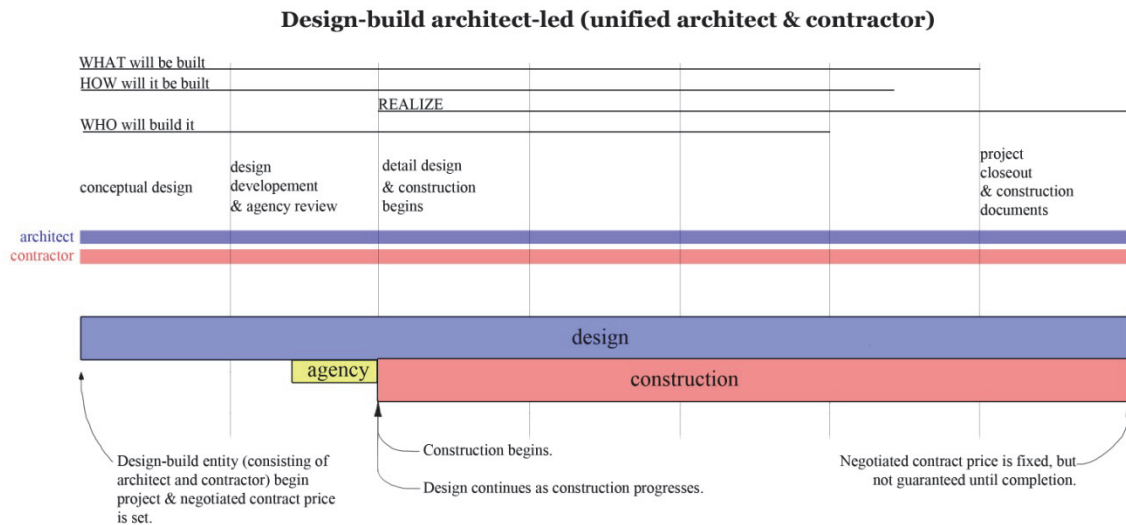 Design-build architect-led (unified architect & contractor)
WHAT will be built
HOW will it be built
REALIZE
WHO will build it
conceptual design
design
developement
& agency review
detail design
& construction
begins
project
closeout
& construction
documents
architect
contractor
design
agency
construction
Design-build entity (consisting of
architect and contractor) begin
project & negotiated contract price
is set.
Construction begins.
Design continues as construction progresses.
Negotiated contract price is fixed, but
not guaranteed until completion.